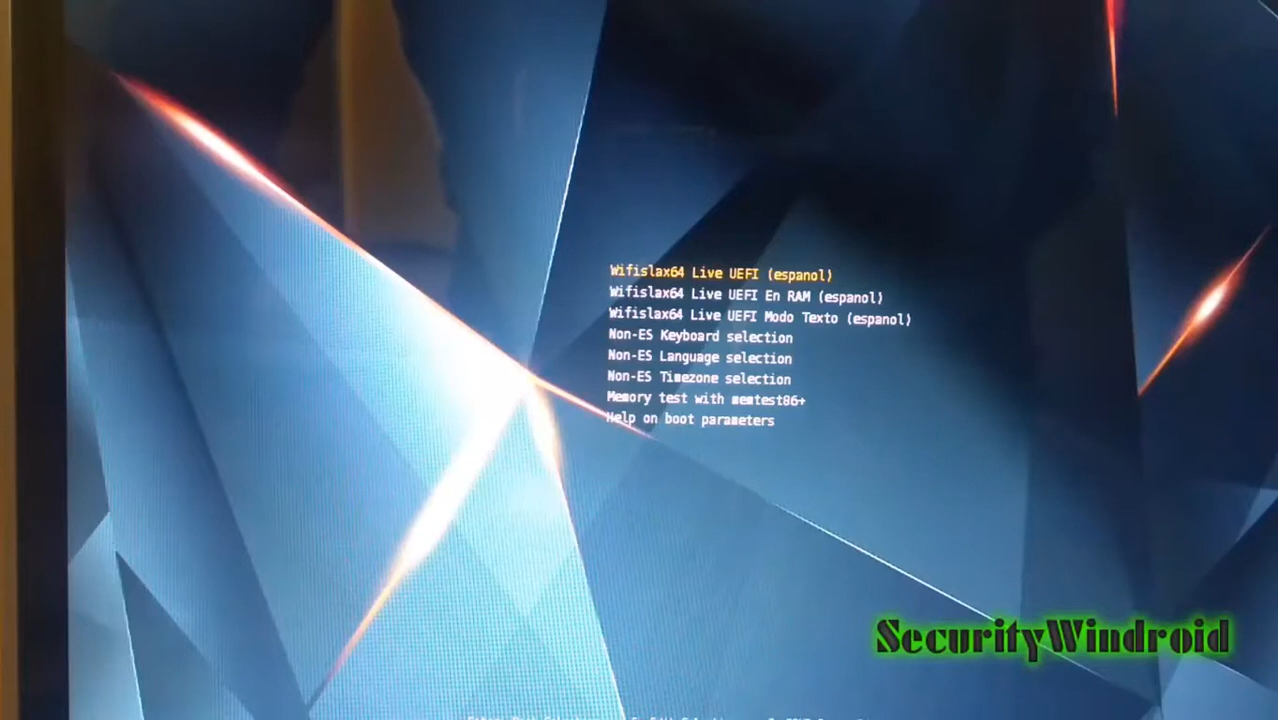 Wifislax64 Live UEFI (espanol)
Wifislax64 Live UEFI En RAM (espanol)
Wifislax64 Live UEFI Modo Texto (espanol)
Non-ES Keyboard selection
Non-ES Language selection
Non-ES Timezone selection
Memory test with memtest86+
Help on boot parameters
SecurityWindroid